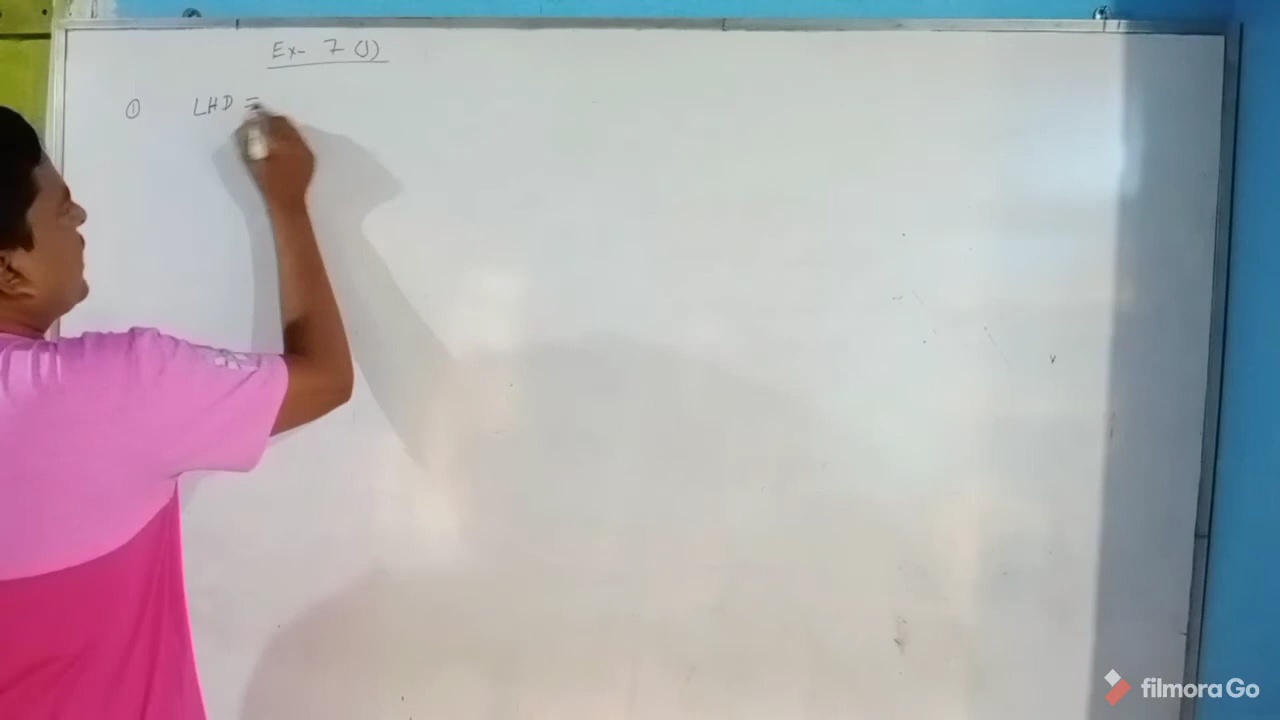 Ex- 7 (J)
① LHD =
filmoraGo